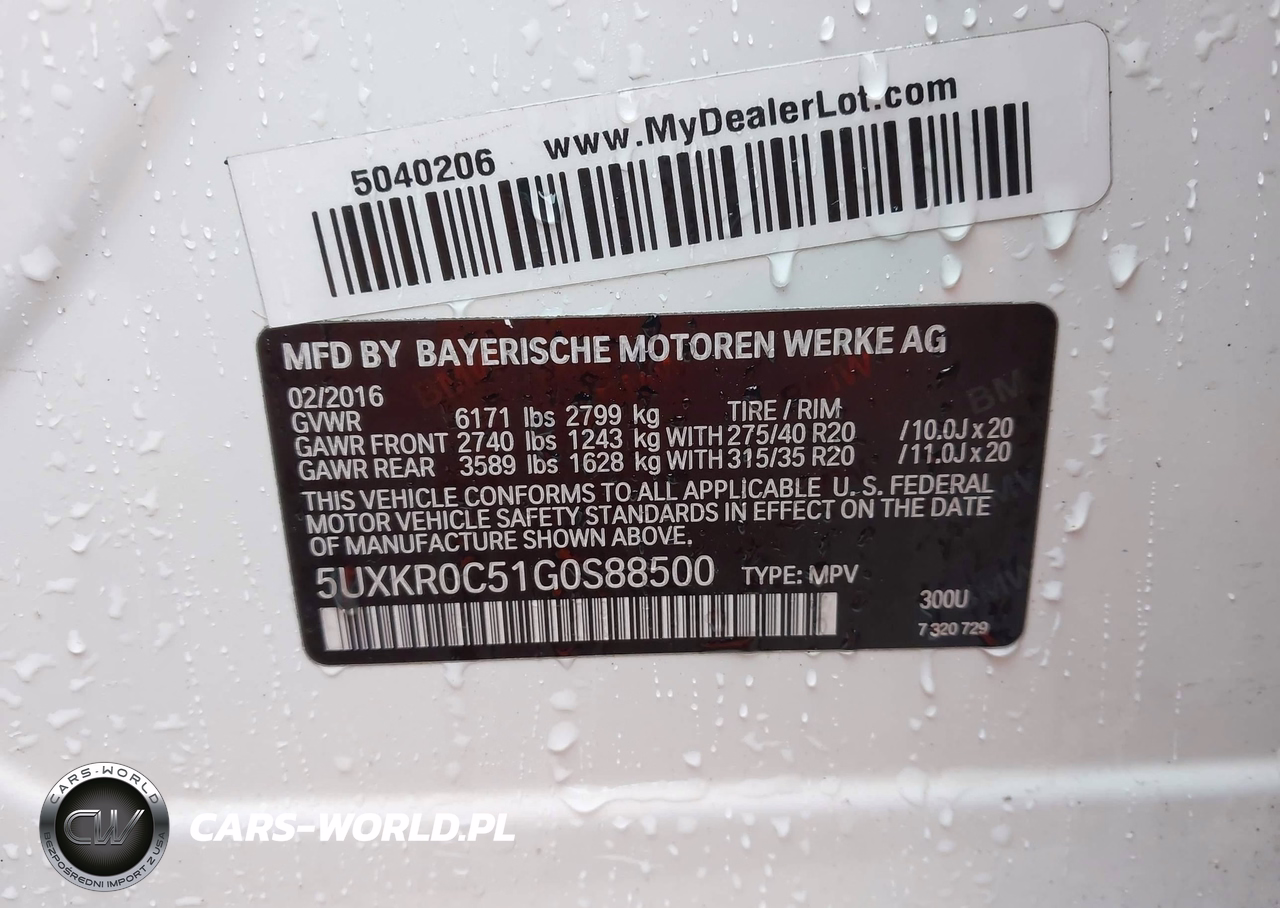 5040206 www.MyDealerLot.com
MFD BY BAYERISCHE MOTOREN WERKE AG
02/2016
GVWR 6171 lbs 2799 kg TIRE / RIM
GAWR FRONT 2740 lbs 1243 kg WITH 275/40 R20 /10.0J x 20
GAWR REAR 3589 lbs 1628 kg WITH 315/35 R20 /11.0J x 20
THIS VEHICLE CONFORMS TO ALL APPLICABLE U. S. FEDERAL
MOTOR VEHICLE SAFETY STANDARDS IN EFFECT ON THE DATE
OF MANUFACTURE SHOWN ABOVE.
5UXKR0C51G0S88500 TYPE: MPV
300U
7 320 729
CARS-WORLD
CW
BEZPOŚREDNI IMPORT Z USA
CARS-WORLD.PL